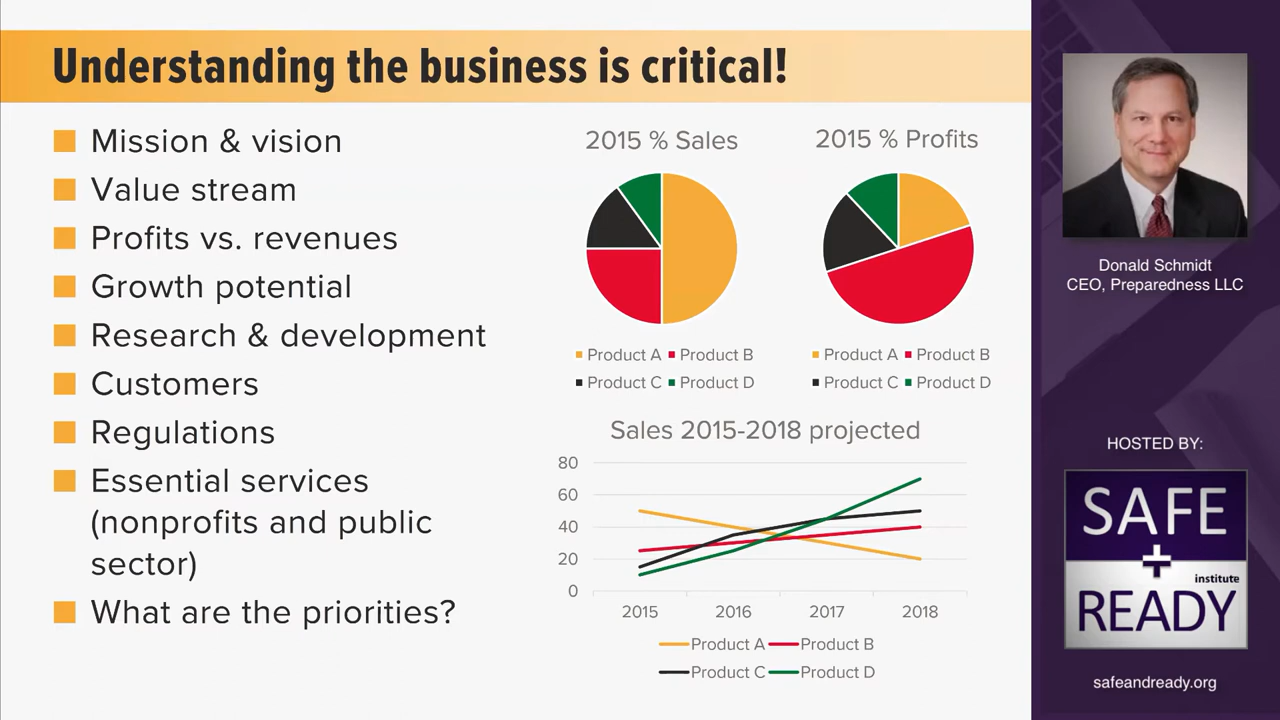 Understanding the business is critical!
Mission & vision
Value stream
Profits vs. revenues
Growth potential
Research & development
Customers
Regulations
Essential services
(nonprofits and public
sector)
What are the priorities?
2015 % Sales
Product A Product B
Product C Product D
2015 % Profits
Product A Product B
Product C Product D
Sales 2015-2018 projected
80
60
40
20
0
2015 2016 2017 2018
Product A Product B
Product C Product D
Donald Schmidt
CEO, Preparedness LLC
HOSTED BY:
SAFE
+
institute
READY
safeandready.org